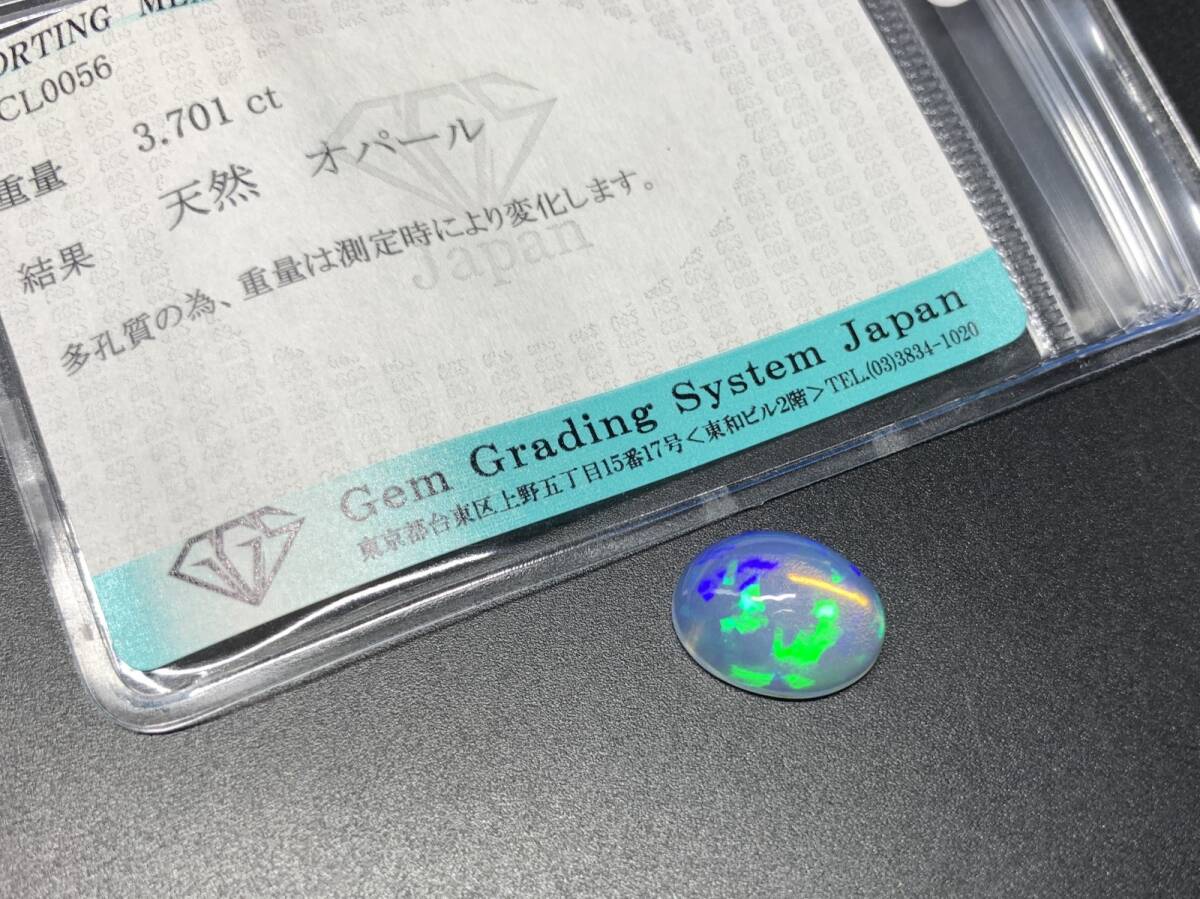 ORTING ME
CL0056
重量 3.701 ct
結果 天然 オパール
多孔質の為、重量は測定時により変化します。
Japan
Gem Grading System Japan
東京都台東区上野五丁目15番17号<東和ビル2階>TEL.(03)3834-1020